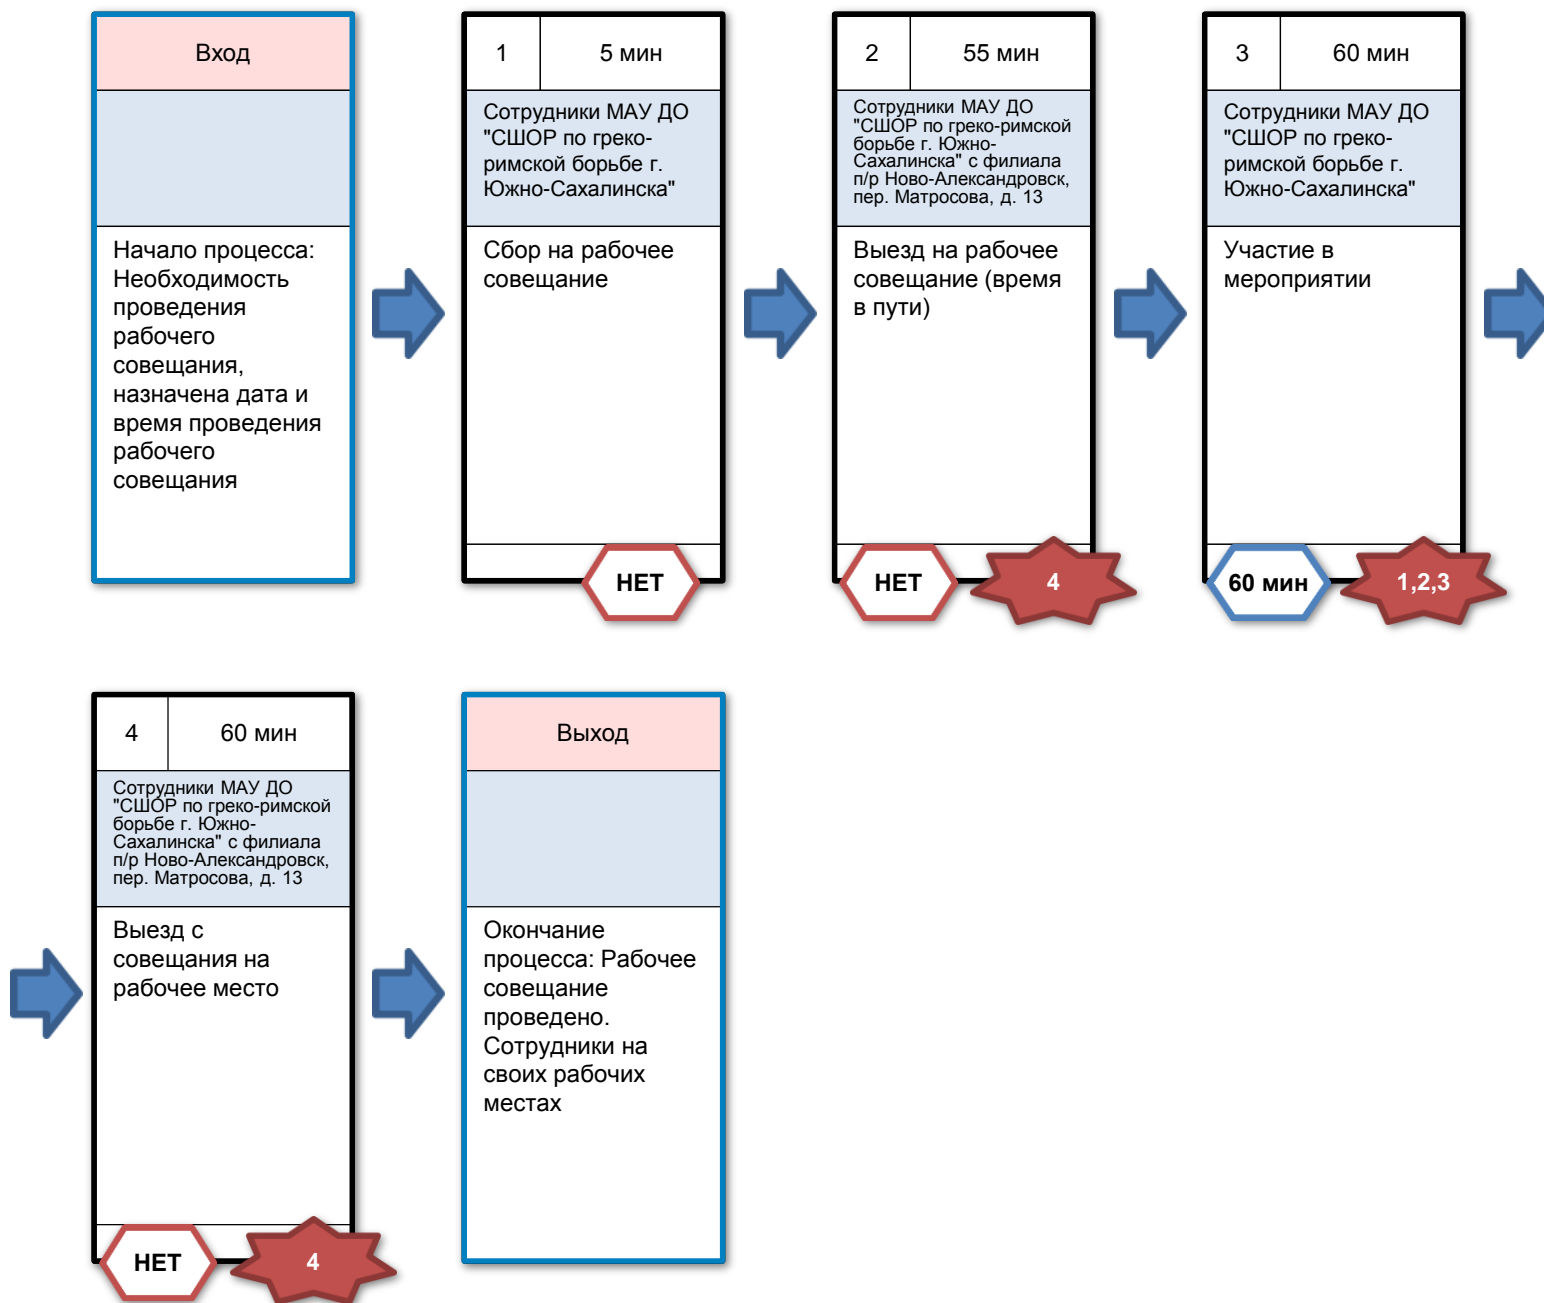 Вход
Начало процесса:
Необходимость
проведения
рабочего
совещания,
назначена дата и
время проведения
рабочего
совещания
1
5 мин
Сотрудники МАУ ДО
"СШОР по греко-
римской борьбе г.
Южно-Сахалинска"
Сбор на рабочее
совещание
НЕТ
2
55 мин
Сотрудники МАУ ДО
"СШОР по греко-римской
борьбе г. Южно-
Сахалинска" с филиала
п/р Ново-Александровск,
пер. Матросова, д. 13
Выезд на рабочее
совещание (время
в пути)
НЕТ
4
3
60 мин
Сотрудники МАУ ДО
"СШОР по греко-
римской борьбе г.
Южно-Сахалинска"
Участие в
мероприятии
60 мин
1,2,3
4
60 мин
Сотрудники МАУ ДО
"СШОР по греко-римской
борьбе г. Южно-
Сахалинска" с филиала
п/р Ново-Александровск,
пер. Матросова, д. 13
Выезд с
совещания на
рабочее место
НЕТ
4
Выход
Окончание
процесса: Рабочее
совещание
проведено.
Сотрудники на
своих рабочих
местах